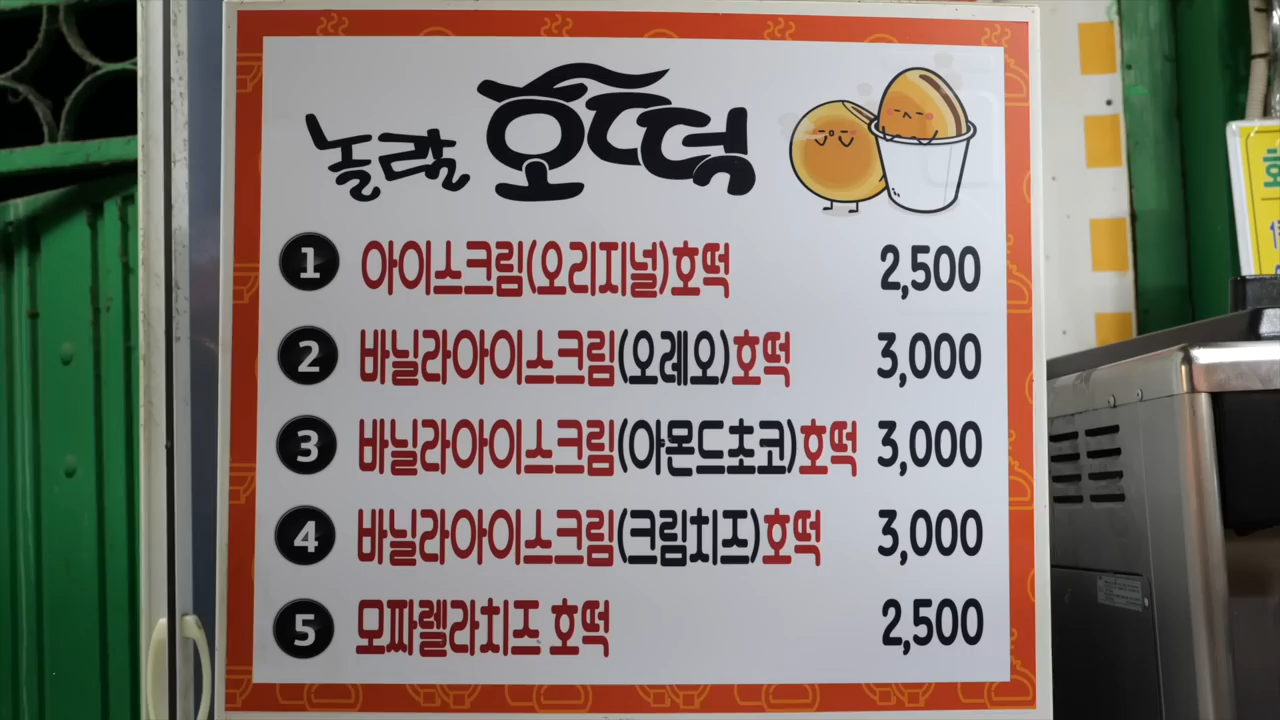 놀랄 호떡
1 아이스크림(오리지널)호떡 2,500
2 바닐라아이스크림(오레오)호떡 3,000
3 바닐라아이스크림(아몬드초코)호떡 3,000
4 바닐라아이스크림(크림치즈)호떡 3,000
5 모짜렐라치즈 호떡 2,500